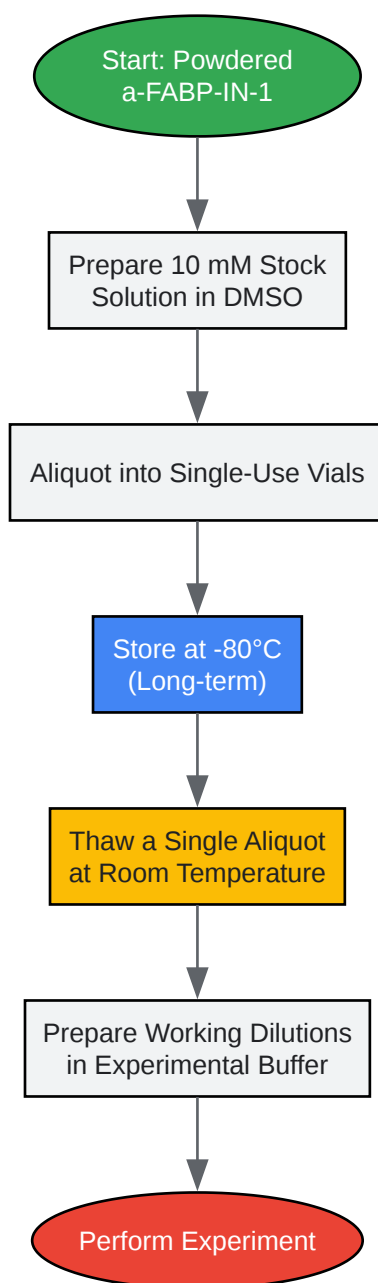 Start: Powdered
a-FABP-IN-1
Prepare 10 mM Stock
Solution in DMSO
Aliquot into Single-Use Vials
Store at -80°C
(Long-term)
Thaw a Single Aliquot
at Room Temperature
Prepare Working Dilutions
in Experimental Buffer
Perform Experiment